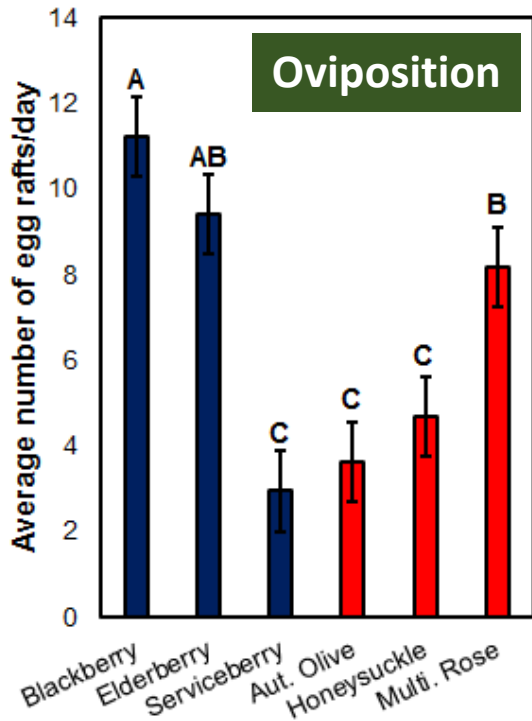 Oviposition
Average number of egg rafts/day
14
12
10
8
6
4
2
0
A
AB
C
C
C
B
Blackberry
Elderberry
Serviceberry
Aut. Olive
Honeysuckle
Multi. Rose